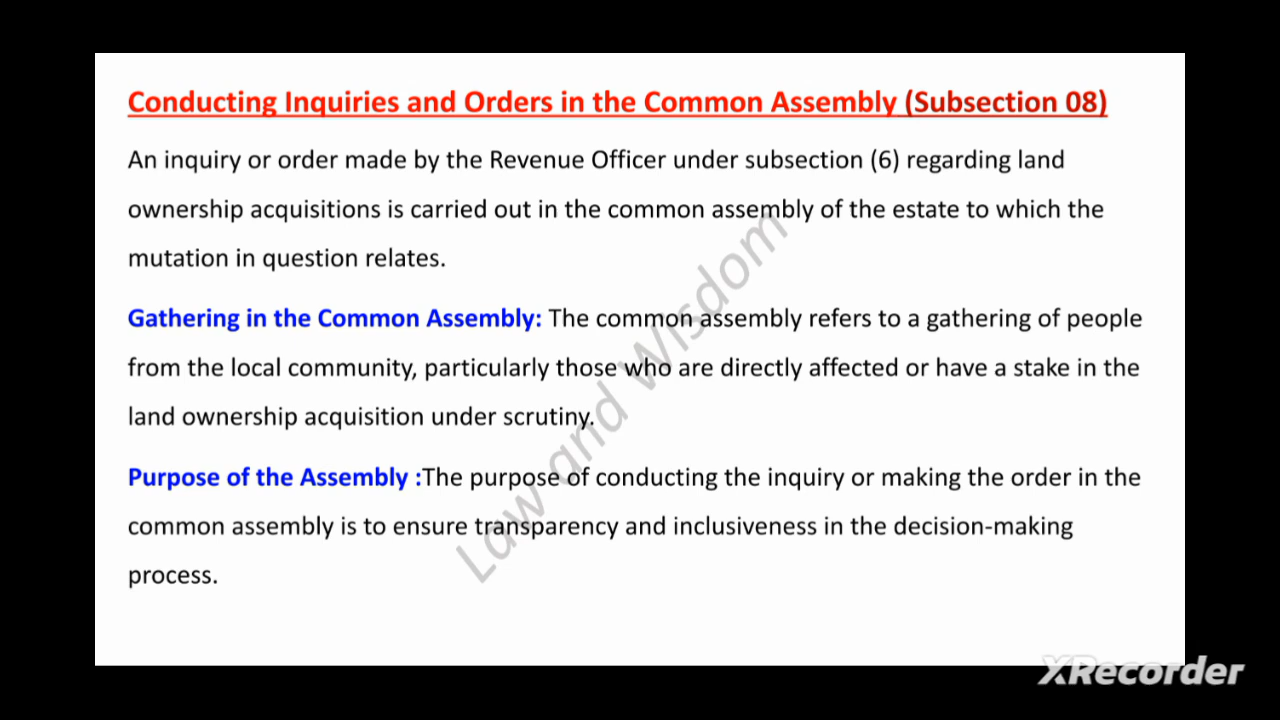 Conducting Inquiries and Orders in the Common Assembly (Subsection 08)
An inquiry or order made by the Revenue Officer under subsection (6) regarding land
ownership acquisitions is carried out in the common assembly of the estate to which the
mutation in question relates.
Gathering in the Common Assembly: The common assembly refers to a gathering of people
from the local community, particularly those who are directly affected or have a stake in the
land ownership acquisition under scrutiny.
Purpose of the Assembly :The purpose of conducting the inquiry or making the order in the
common assembly is to ensure transparency and inclusiveness in the decision-making
process.
Law and Wisdom
XRecorder